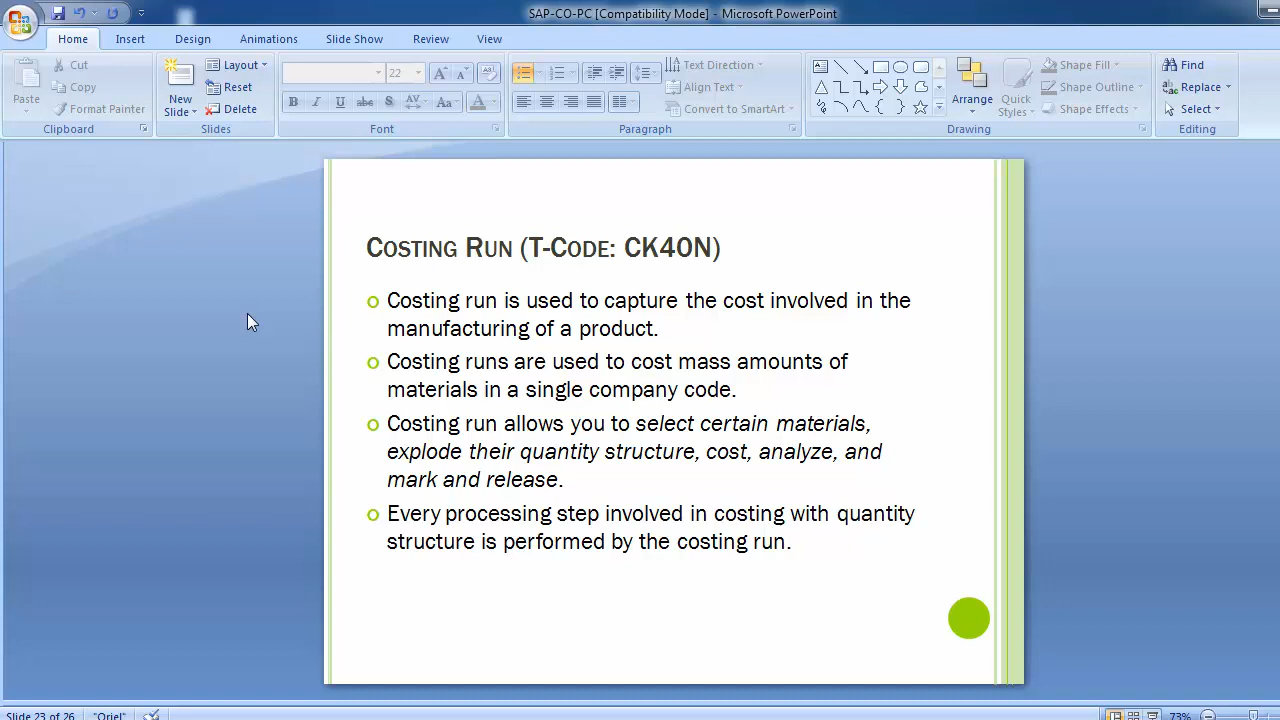 SAP-CO-PC [Compatibility Mode] - Microsoft PowerPoint
Home Insert Design Animations Slide Show Review View
Paste
Cut
Copy
Format Painter
Clipboard
New Slide
Layout
Reset
Delete
Slides
22
Font
Text Direction
Align Text
Convert to SmartArt
Paragraph
Arrange
Quick Styles
Shape Fill
Shape Outline
Shape Effects
Drawing
Find
Replace
Select
Editing
COSTING RUN (T-CODE: CK40N)
o Costing run is used to capture the cost involved in the
manufacturing of a product.
o Costing runs are used to cost mass amounts of
materials in a single company code.
o Costing run allows you to select certain materials,
explode their quantity structure, cost, analyze, and
mark and release.
o Every processing step involved in costing with quantity
structure is performed by the costing run.
Slide 23 of 26 "Oriel" 73%